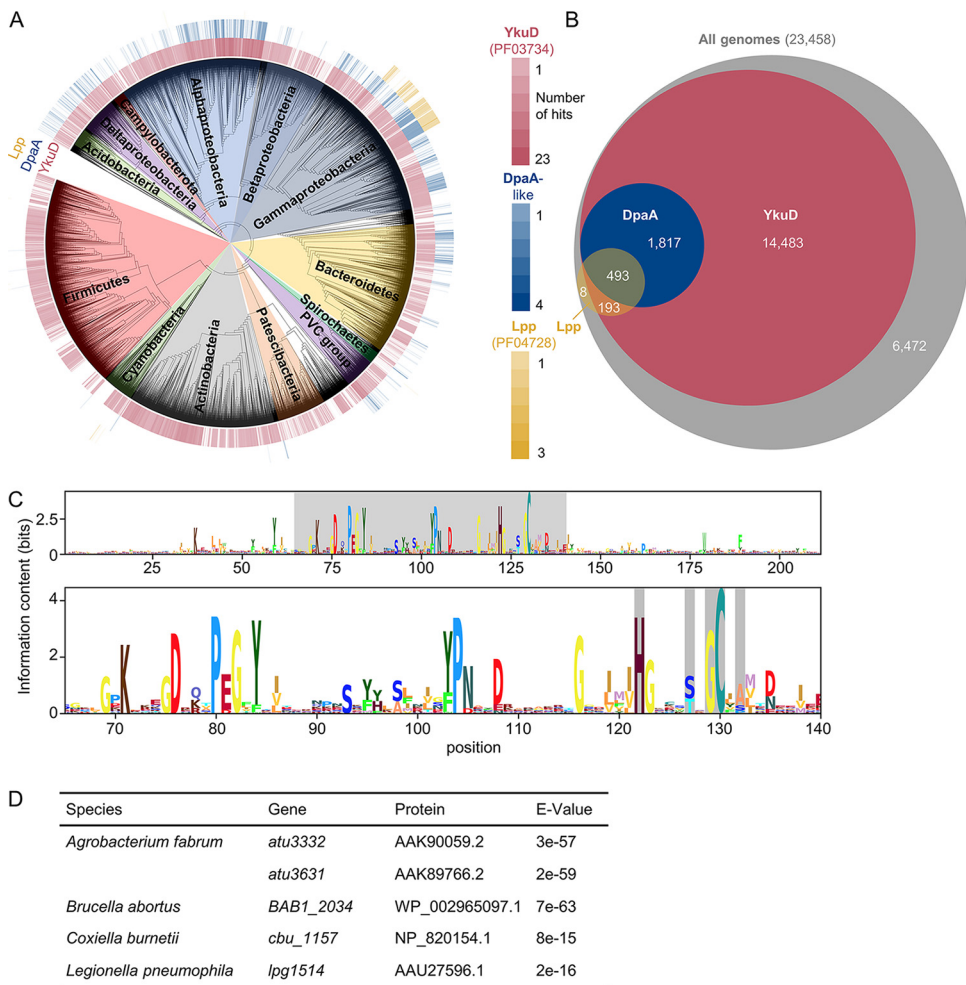 A
YkuD
(PF03734)
1
Number
of hits
23
DpaA-
like
1
4
Lpp
(PF04728)
1
3
Lpp
DpaA
YkuD
Acidobacteria
Deltaproteobacteria
Campylobacterota
Alphaproteobacteria
Betaproteobacteria
Gammaproteobacteria
Bacteroidetes
Spirochaetes
PVC-group
Patescibacteria
Actinobacteria
Cyanobacteria
Firmicutes
B
All genomes (23,458)
DpaA
YkuD
1,817
14,483
493
8
193
Lpp
6,472
C
Information content (bits)
2.5
0
25 50 75 100 125 150 175 200
4
2
0
70 80 90 100 110 120 130 140
position
D
Species Gene Protein E-Value
Agrobacterium fabrum atu3332 AAK90059.2 3e-57
atu3631 AAK89766.2 2e-59
Brucella abortus BAB1_2034 WP_002965097.1 7e-63
Coxiella burnetii cbu_1157 NP_820154.1 8e-15
Legionella pneumophila lpg1514 AAU27596.1 2e-16